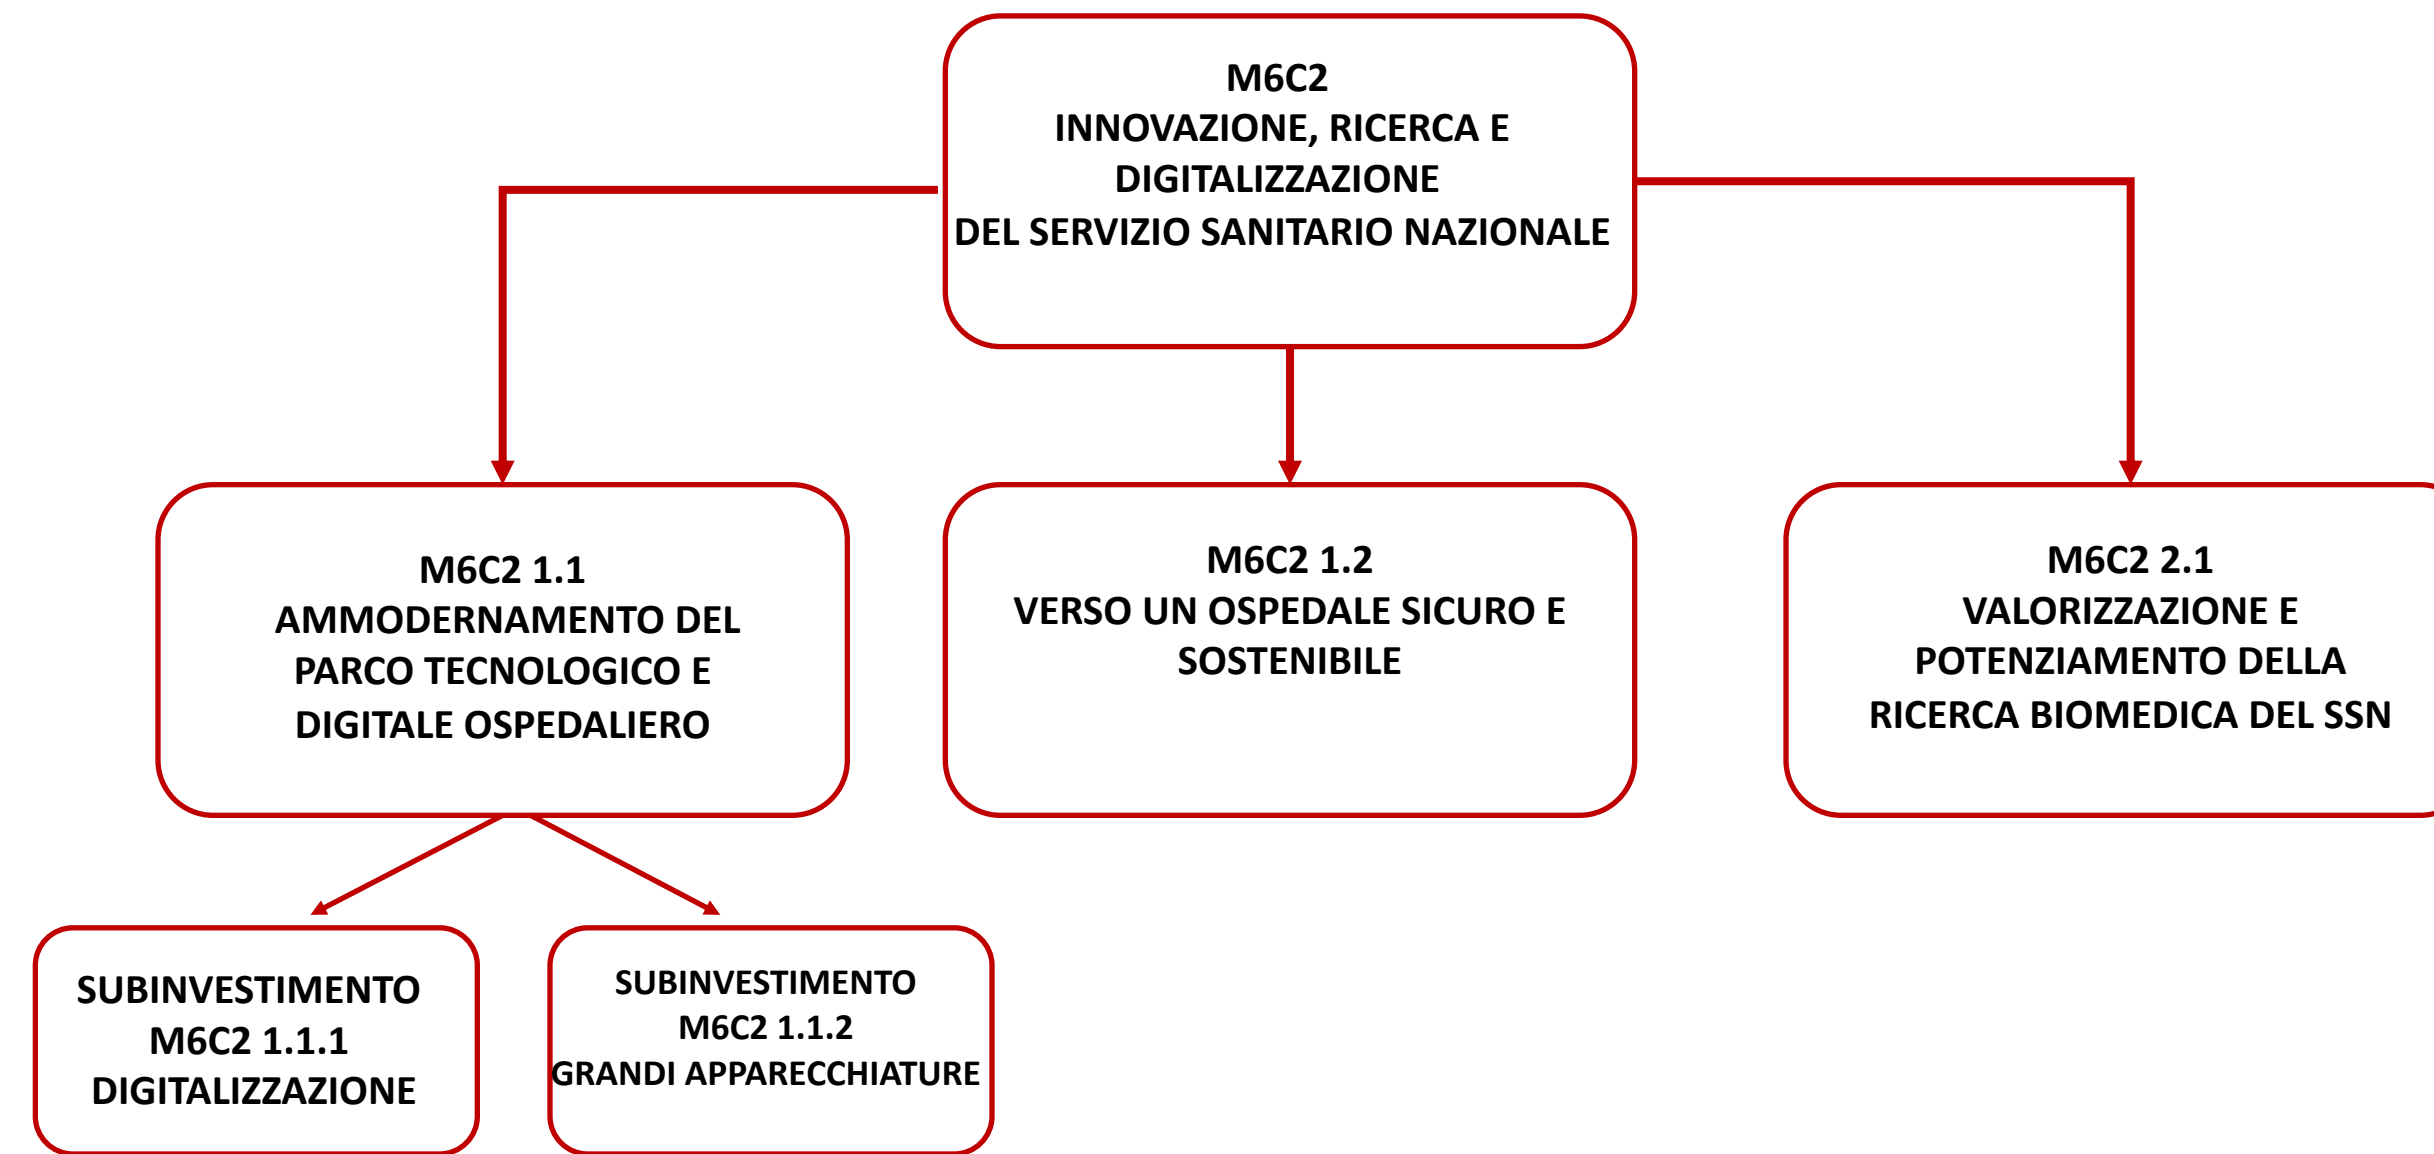 M6C2
INNOVAZIONE, RICERCA E
DIGITALIZZAZIONE
DEL SERVIZIO SANITARIO NAZIONALE
M6C2 1.1
AMMODERNAMENTO DEL
PARCO TECNOLOGICO E
DIGITALE OSPEDALIERO
M6C2 1.2
VERSO UN OSPEDALE SICURO E
SOSTENIBILE
M6C2 2.1
VALORIZZAZIONE E
POTENZIAMENTO DELLA
RICERCA BIOMEDICA DEL SSN
SUBINVESTIMENTO
M6C2 1.1.1
DIGITALIZZAZIONE
SUBINVESTIMENTO
M6C2 1.1.2
GRANDI APPARECCHIATURE